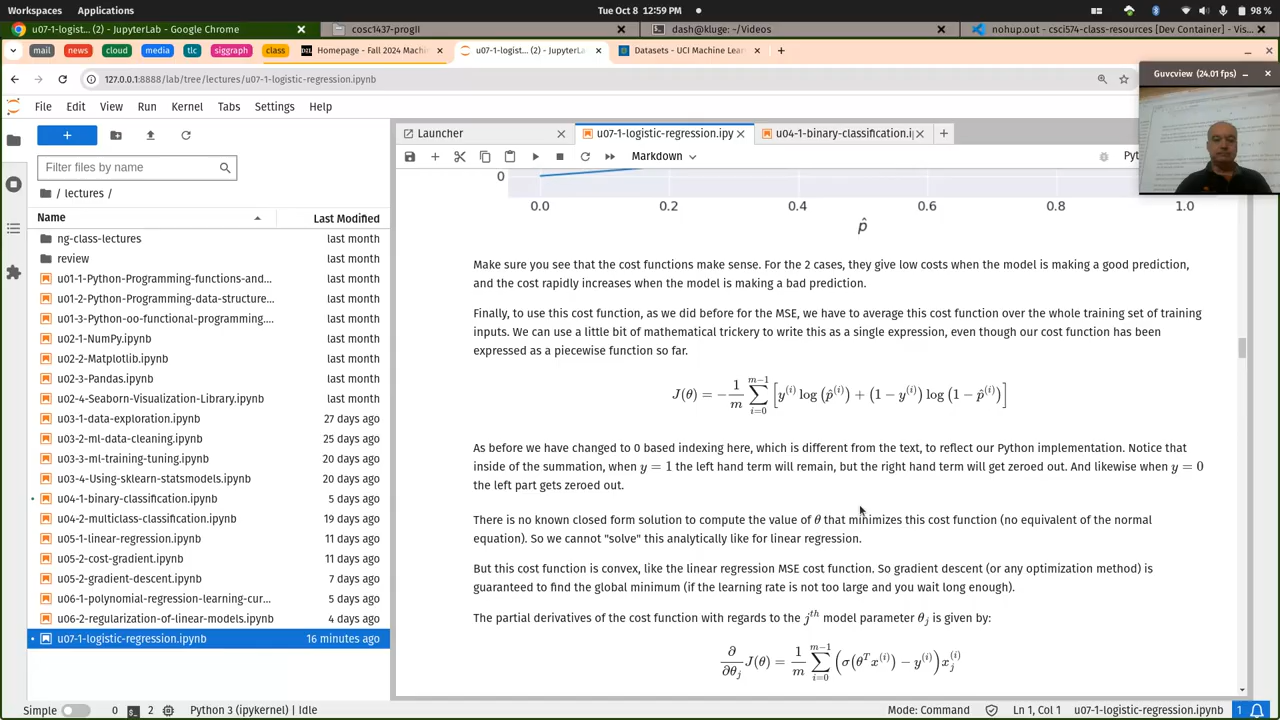 Workspaces Applications Tue Oct 8 12:59 PM 98 %
u07-1-logist... (2) - JupyterLab - Google Chrome
cosc1437-progII
dash@kluge: ~/Videos
nohup.out - csci574-class-resources [Dev Container] - Vis...
mail news cloud media tlc siggraph class
Homepage - Fall 2024 Machi
u07-1-logist... (2) - JupyterLa
Datasets - UCI Machine Lear
127.0.0.1:8888/lab/tree/lectures/u07-1-logistic-regression.ipynb
Guvcview (24.01 fps)
File Edit View Run Kernel Tabs Settings Help
Launcher
u07-1-logistic-regression.ipy
u04-1-binary-classification.i
Markdown
Pyt
Filter files by name
/ lectures /
Name Last Modified
ng-class-lectures last month
review last month
u01-1-Python-Programming-functions-and... last month
u01-2-Python-Programming-data-structure... last month
u01-3-Python-oo-functional-programming.... last month
u02-1-NumPy.ipynb last month
u02-2-Matplotlib.ipynb last month
u02-3-Pandas.ipynb last month
u02-4-Seaborn-Visualization-Library.ipynb last month
u03-1-data-exploration.ipynb 27 days ago
u03-2-ml-data-cleaning.ipynb 25 days ago
u03-3-ml-training-tuning.ipynb 20 days ago
u03-4-Using-sklearn-statsmodels.ipynb 20 days ago
u04-1-binary-classification.ipynb 5 days ago
u04-2-multiclass-classification.ipynb 19 days ago
u05-1-linear-regression.ipynb 11 days ago
u05-2-cost-gradient.ipynb 11 days ago
u05-2-gradient-descent.ipynb 7 days ago
u06-1-polynomial-regression-learning-cur... 5 days ago
u06-2-regularization-of-linear-models.ipynb 4 days ago
u07-1-logistic-regression.ipynb 16 minutes ago
0
0.0 0.2 0.4 0.6 0.8 1.0
p̂
Make sure you see that the cost functions make sense. For the 2 cases, they give low costs when the model is making a good prediction,
and the cost rapidly increases when the model is making a bad prediction.
Finally, to use this cost function, as we did before for the MSE, we have to average this cost function over the whole training set of training
inputs. We can use a little bit of mathematical trickery to write this as a single expression, even though our cost function has been
expressed as a piecewise function so far.
J(θ) = −1/m ∑_{i=0}^{m−1} [y^{(i)} log (p̂^{(i)}) + (1 − y^{(i)}) log (1 − p̂^{(i)})]
As before we have changed to 0 based indexing here, which is different from the text, to reflect our Python implementation. Notice that
inside of the summation, when y = 1 the left hand term will remain, but the right hand term will get zeroed out. And likewise when y = 0
the left part gets zeroed out.
There is no known closed form solution to compute the value of θ that minimizes this cost function (no equivalent of the normal
equation). So we cannot "solve" this analytically like for linear regression.
But this cost function is convex, like the linear regression MSE cost function. So gradient descent (or any optimization method) is
guaranteed to find the global minimum (if the learning rate is not too large and you wait long enough).
The partial derivatives of the cost function with regards to the j^{th} model parameter θ_j is given by:
∂/∂θ_j J(θ) = 1/m ∑_{i=0}^{m−1} (σ(θ^T x^{(i)}) − y^{(i)}) x_j^{(i)}
Simple 0 2 Python 3 (ipykernel) | Idle Mode: Command Ln 1, Col 1 u07-1-logistic-regression.ipynb 1